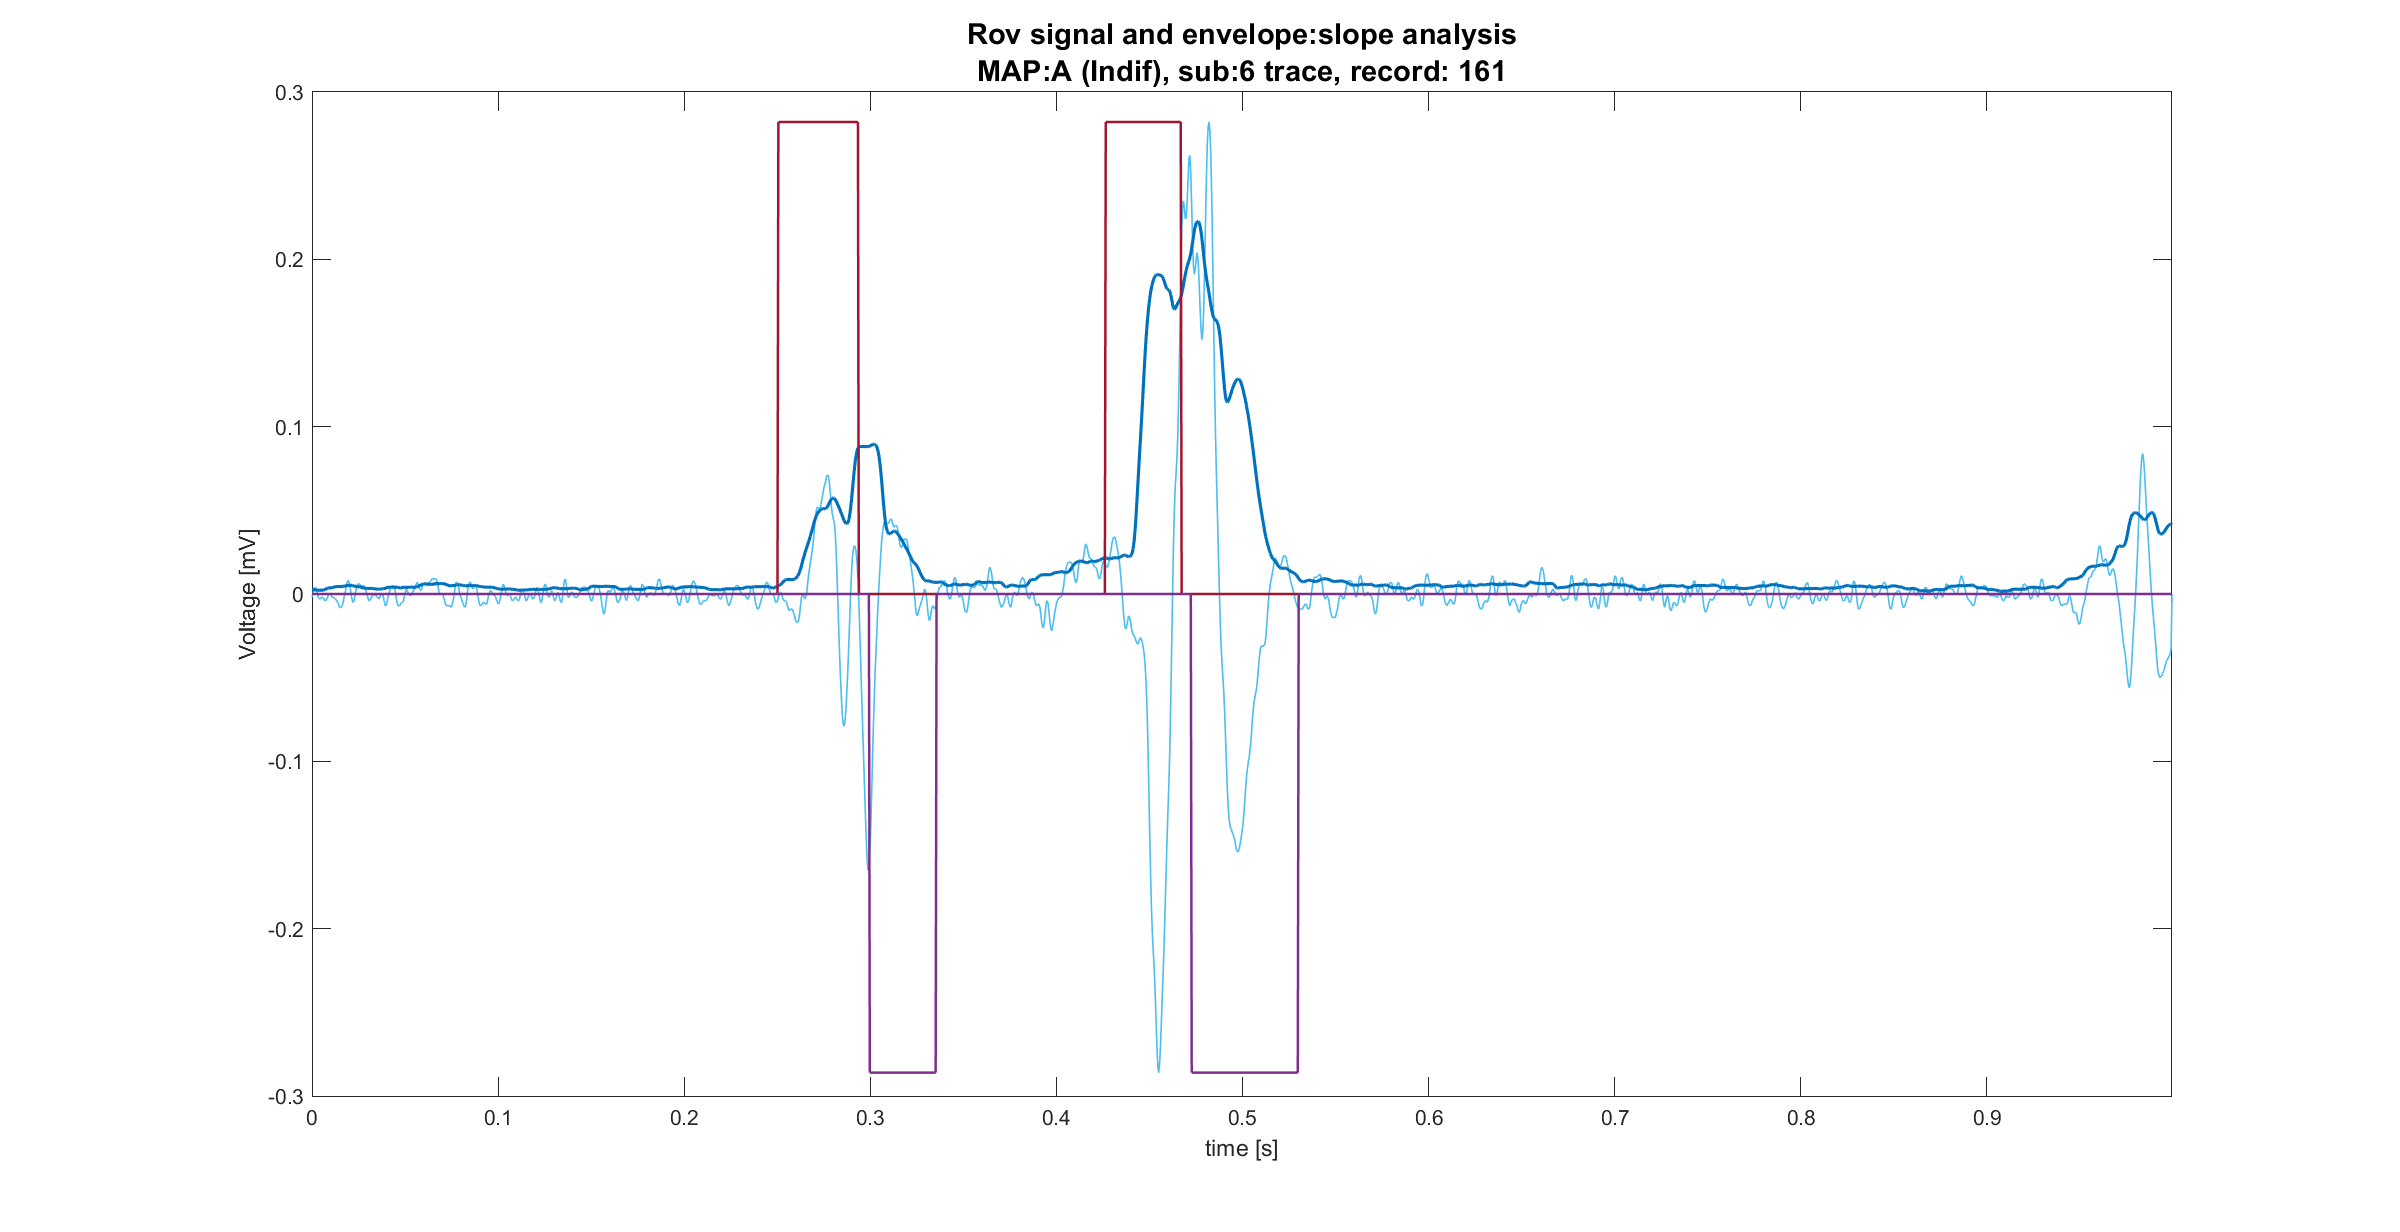 Rov signal and envelope:slope analysis
MAP:A (Indif), sub:6 trace, record: 161
0.3
0.2
0.1
0
-0.1
-0.2
-0.3
Voltage [mV]
0 0.1 0.2 0.3 0.4 0.5 0.6 0.7 0.8 0.9
time [s]